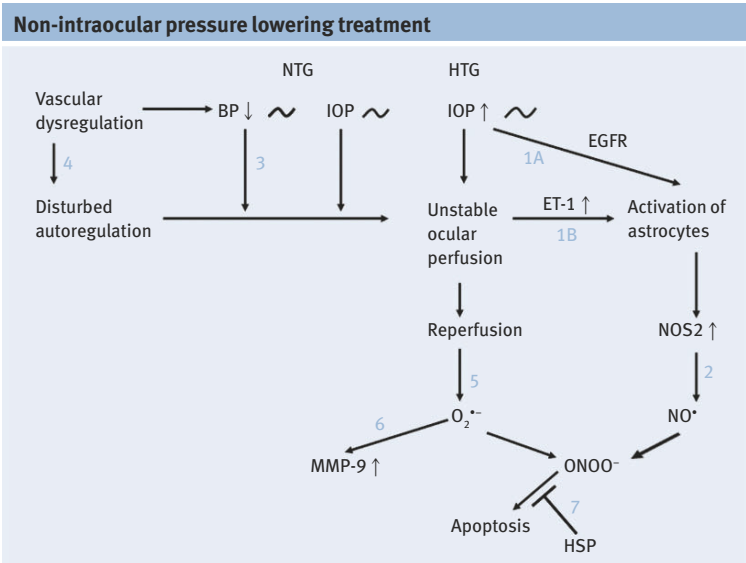 Non-intraocular pressure lowering treatment
NTG
HTG
Vascular
dysregulation
BP ↓
IOP
IOP ↑
EGFR
1A
4
3
Disturbed
autoregulation
Unstable
ocular
perfusion
ET-1 ↑
1B
Activation of
astrocytes
Reperfusion
NOS2 ↑
5
2
O₂•−
NO•
6
MMP-9 ↑
ONOO−
7
Apoptosis
HSP